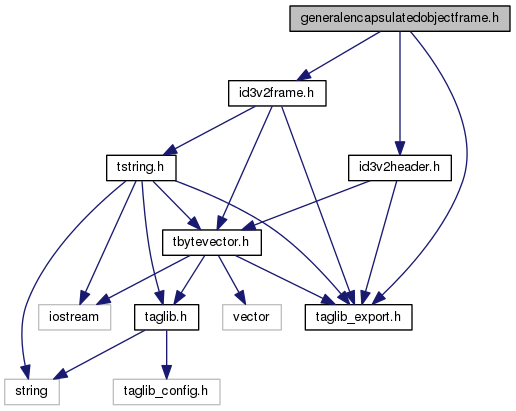 generalencapsulatedobjectframe.h
id3v2frame.h
tstring.h
id3v2header.h
tbytevector.h
iostream
taglib.h
vector
taglib_export.h
string
taglib_config.h